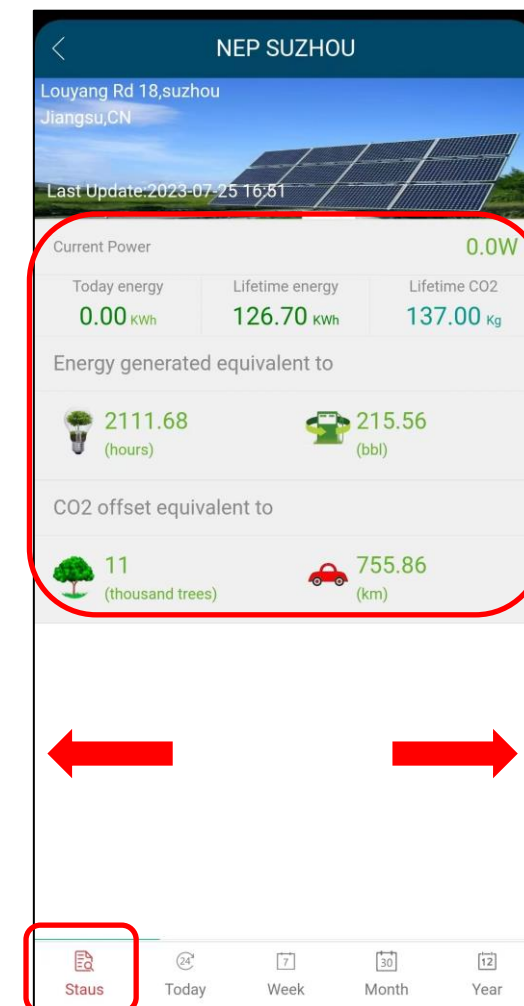 NEP SUZHOU
Louyang Rd 18,suzhou
Jiangsu,CN
Last Update:2023-07-25 16:51
Current Power 0.0W
Today energy Lifetime energy Lifetime CO2
0.00 KWh 126.70 KWh 137.00 Kg
Energy generated equivalent to
2111.68 215.56
(hours) (bbl)
CO2 offset equivalent to
11 755.86
(thousand trees) (km)
24 7 30 12
Staus Today Week Month Year